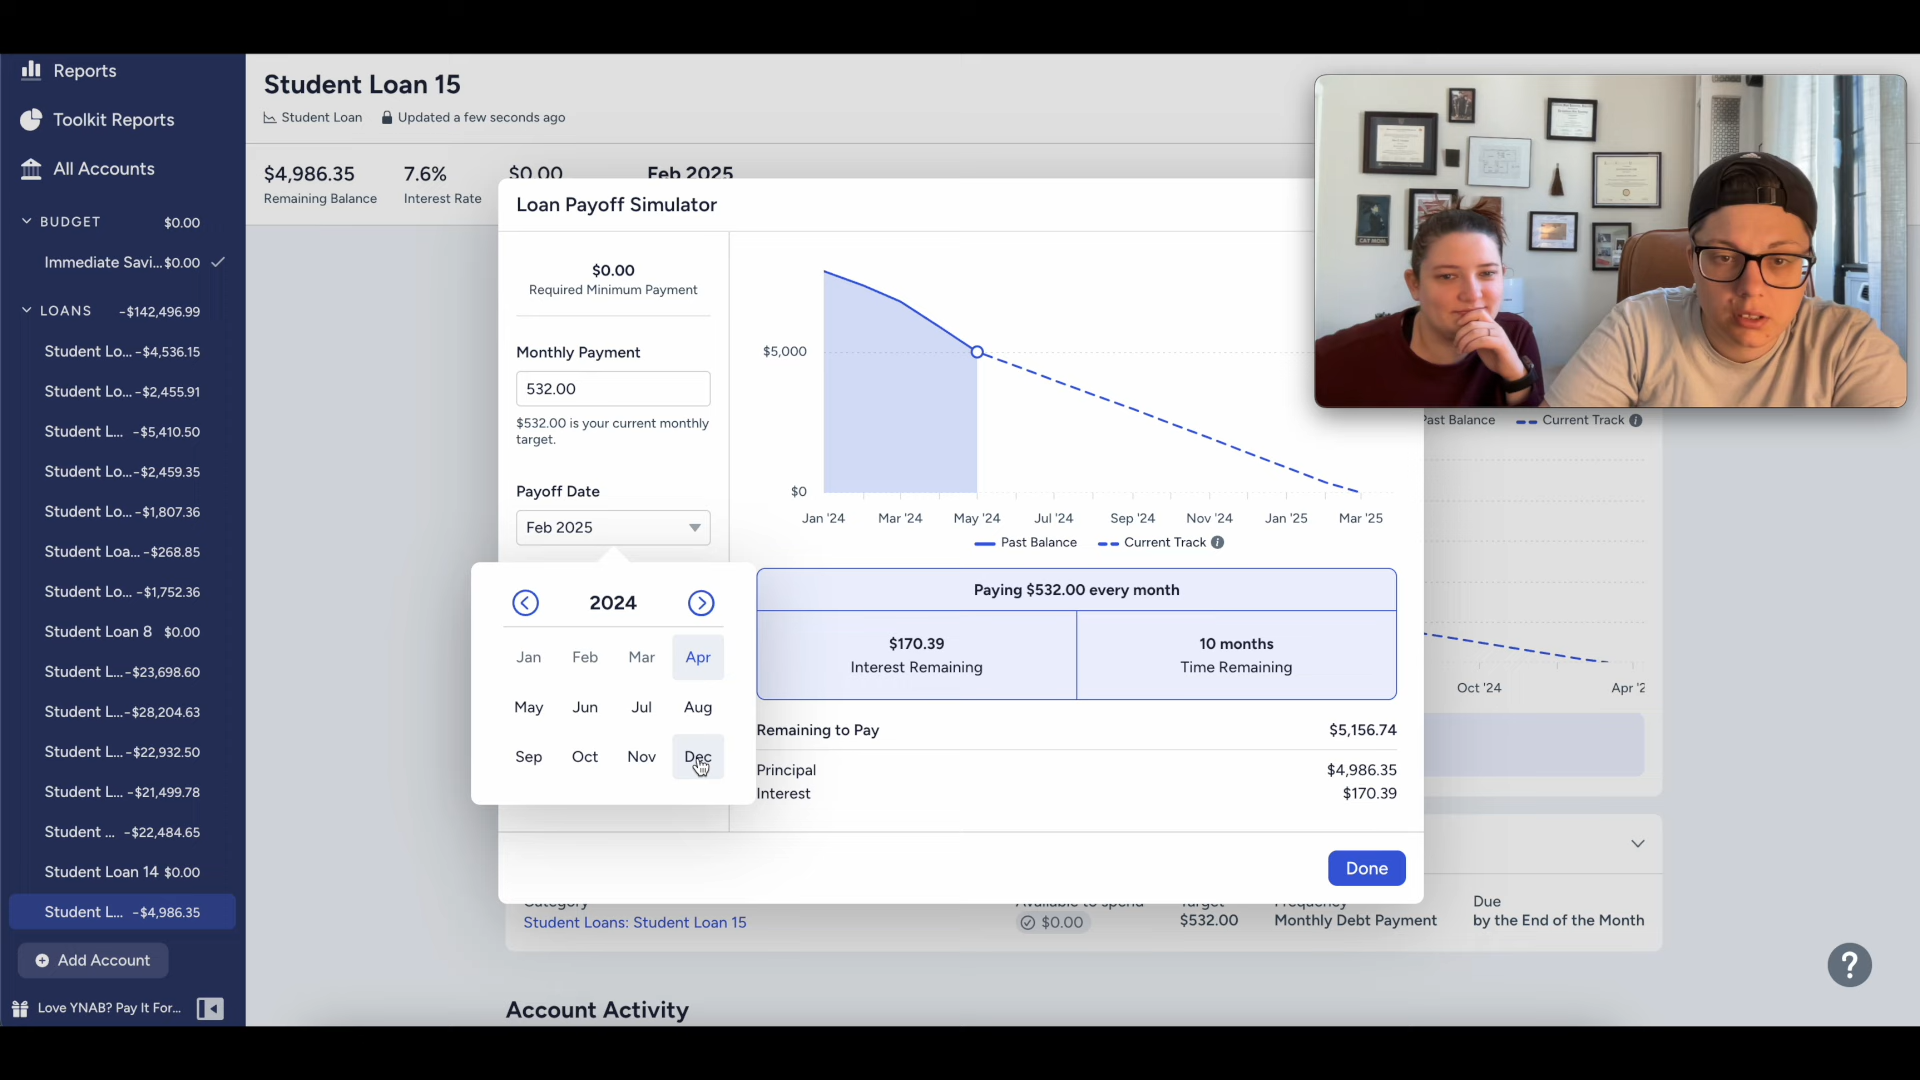 Reports
Toolkit Reports
All Accounts
BUDGET $0.00
Immediate Savi...$0.00
LOANS -$142,496.99
Student Lo... -$4,536.15
Student Lo... -$2,455.91
Student L... -$5,410.50
Student Lo...-$2,459.35
Student Lo...-$1,807.36
Student Loa... -$268.85
Student Lo... -$1,752.36
Student Loan 8 $0.00
Student L...-$23,698.60
Student L...-$28,204.63
Student L... -$22,932.50
Student L... -$21,499.78
Student ... -$22,484.65
Student Loan 14 $0.00
Student L... -$4,986.35
Add Account
Love YNAB? Pay It For...
Student Loan 15
Student Loan Updated a few seconds ago
$4,986.35 7.6% $0.00 Feb 2025
Remaining Balance Interest Rate
Loan Payoff Simulator
$0.00
Required Minimum Payment
Monthly Payment
532.00
$532.00 is your current monthly
target.
Payoff Date
Feb 2025
2024
Jan Feb Mar Apr
May Jun Jul Aug
Sep Oct Nov Dec
$5,000
$0
Jan '24 Mar '24 May '24 Jul '24 Sep '24 Nov '24 Jan '25 Mar '25
Past Balance Current Track
Paying $532.00 every month
$170.39 10 months
Interest Remaining Time Remaining
Remaining to Pay $5,156.74
Principal $4,986.35
Interest $170.39
Done
Past Balance Current Track
Oct '24
Category Available to spend Target Frequency Due
Student Loans: Student Loan 15 $0.00 $532.00 Monthly Debt Payment by the End of the Month
Account Activity
?
CAT MOM